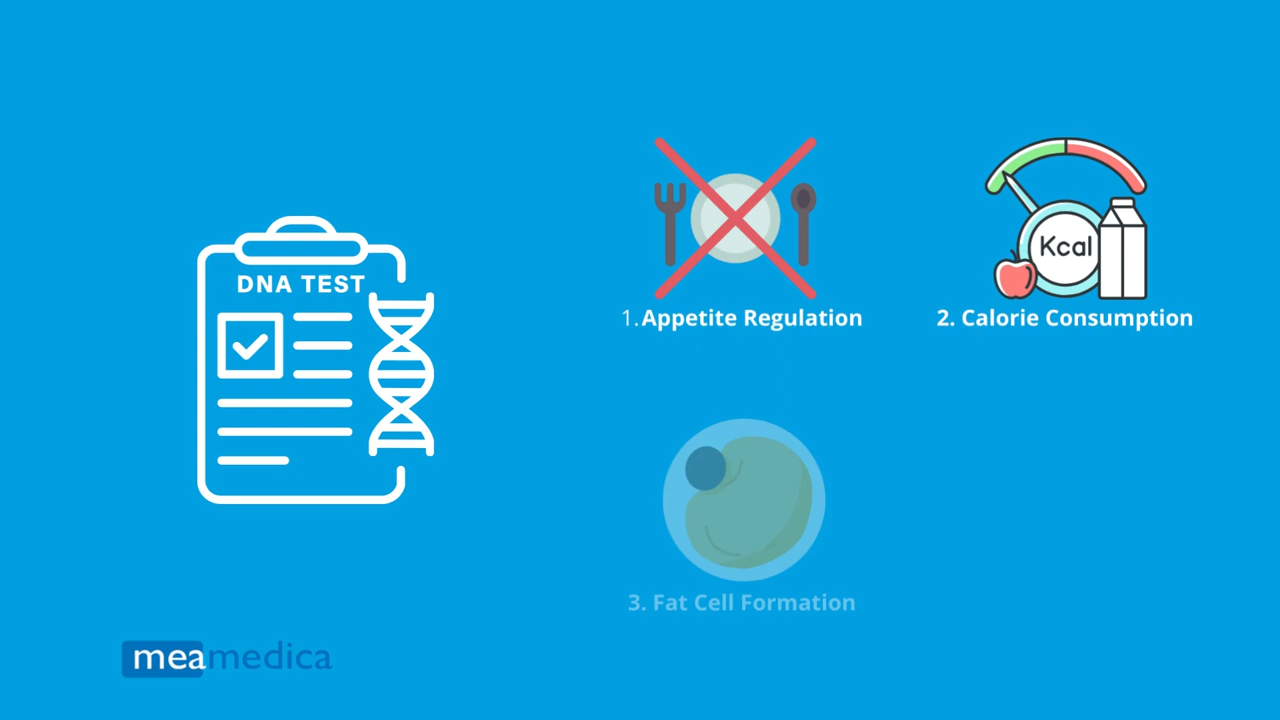 DNA TEST
Kcal
1. Appetite Regulation
2. Calorie Consumption
3. Fat Cell Formation
meamedica